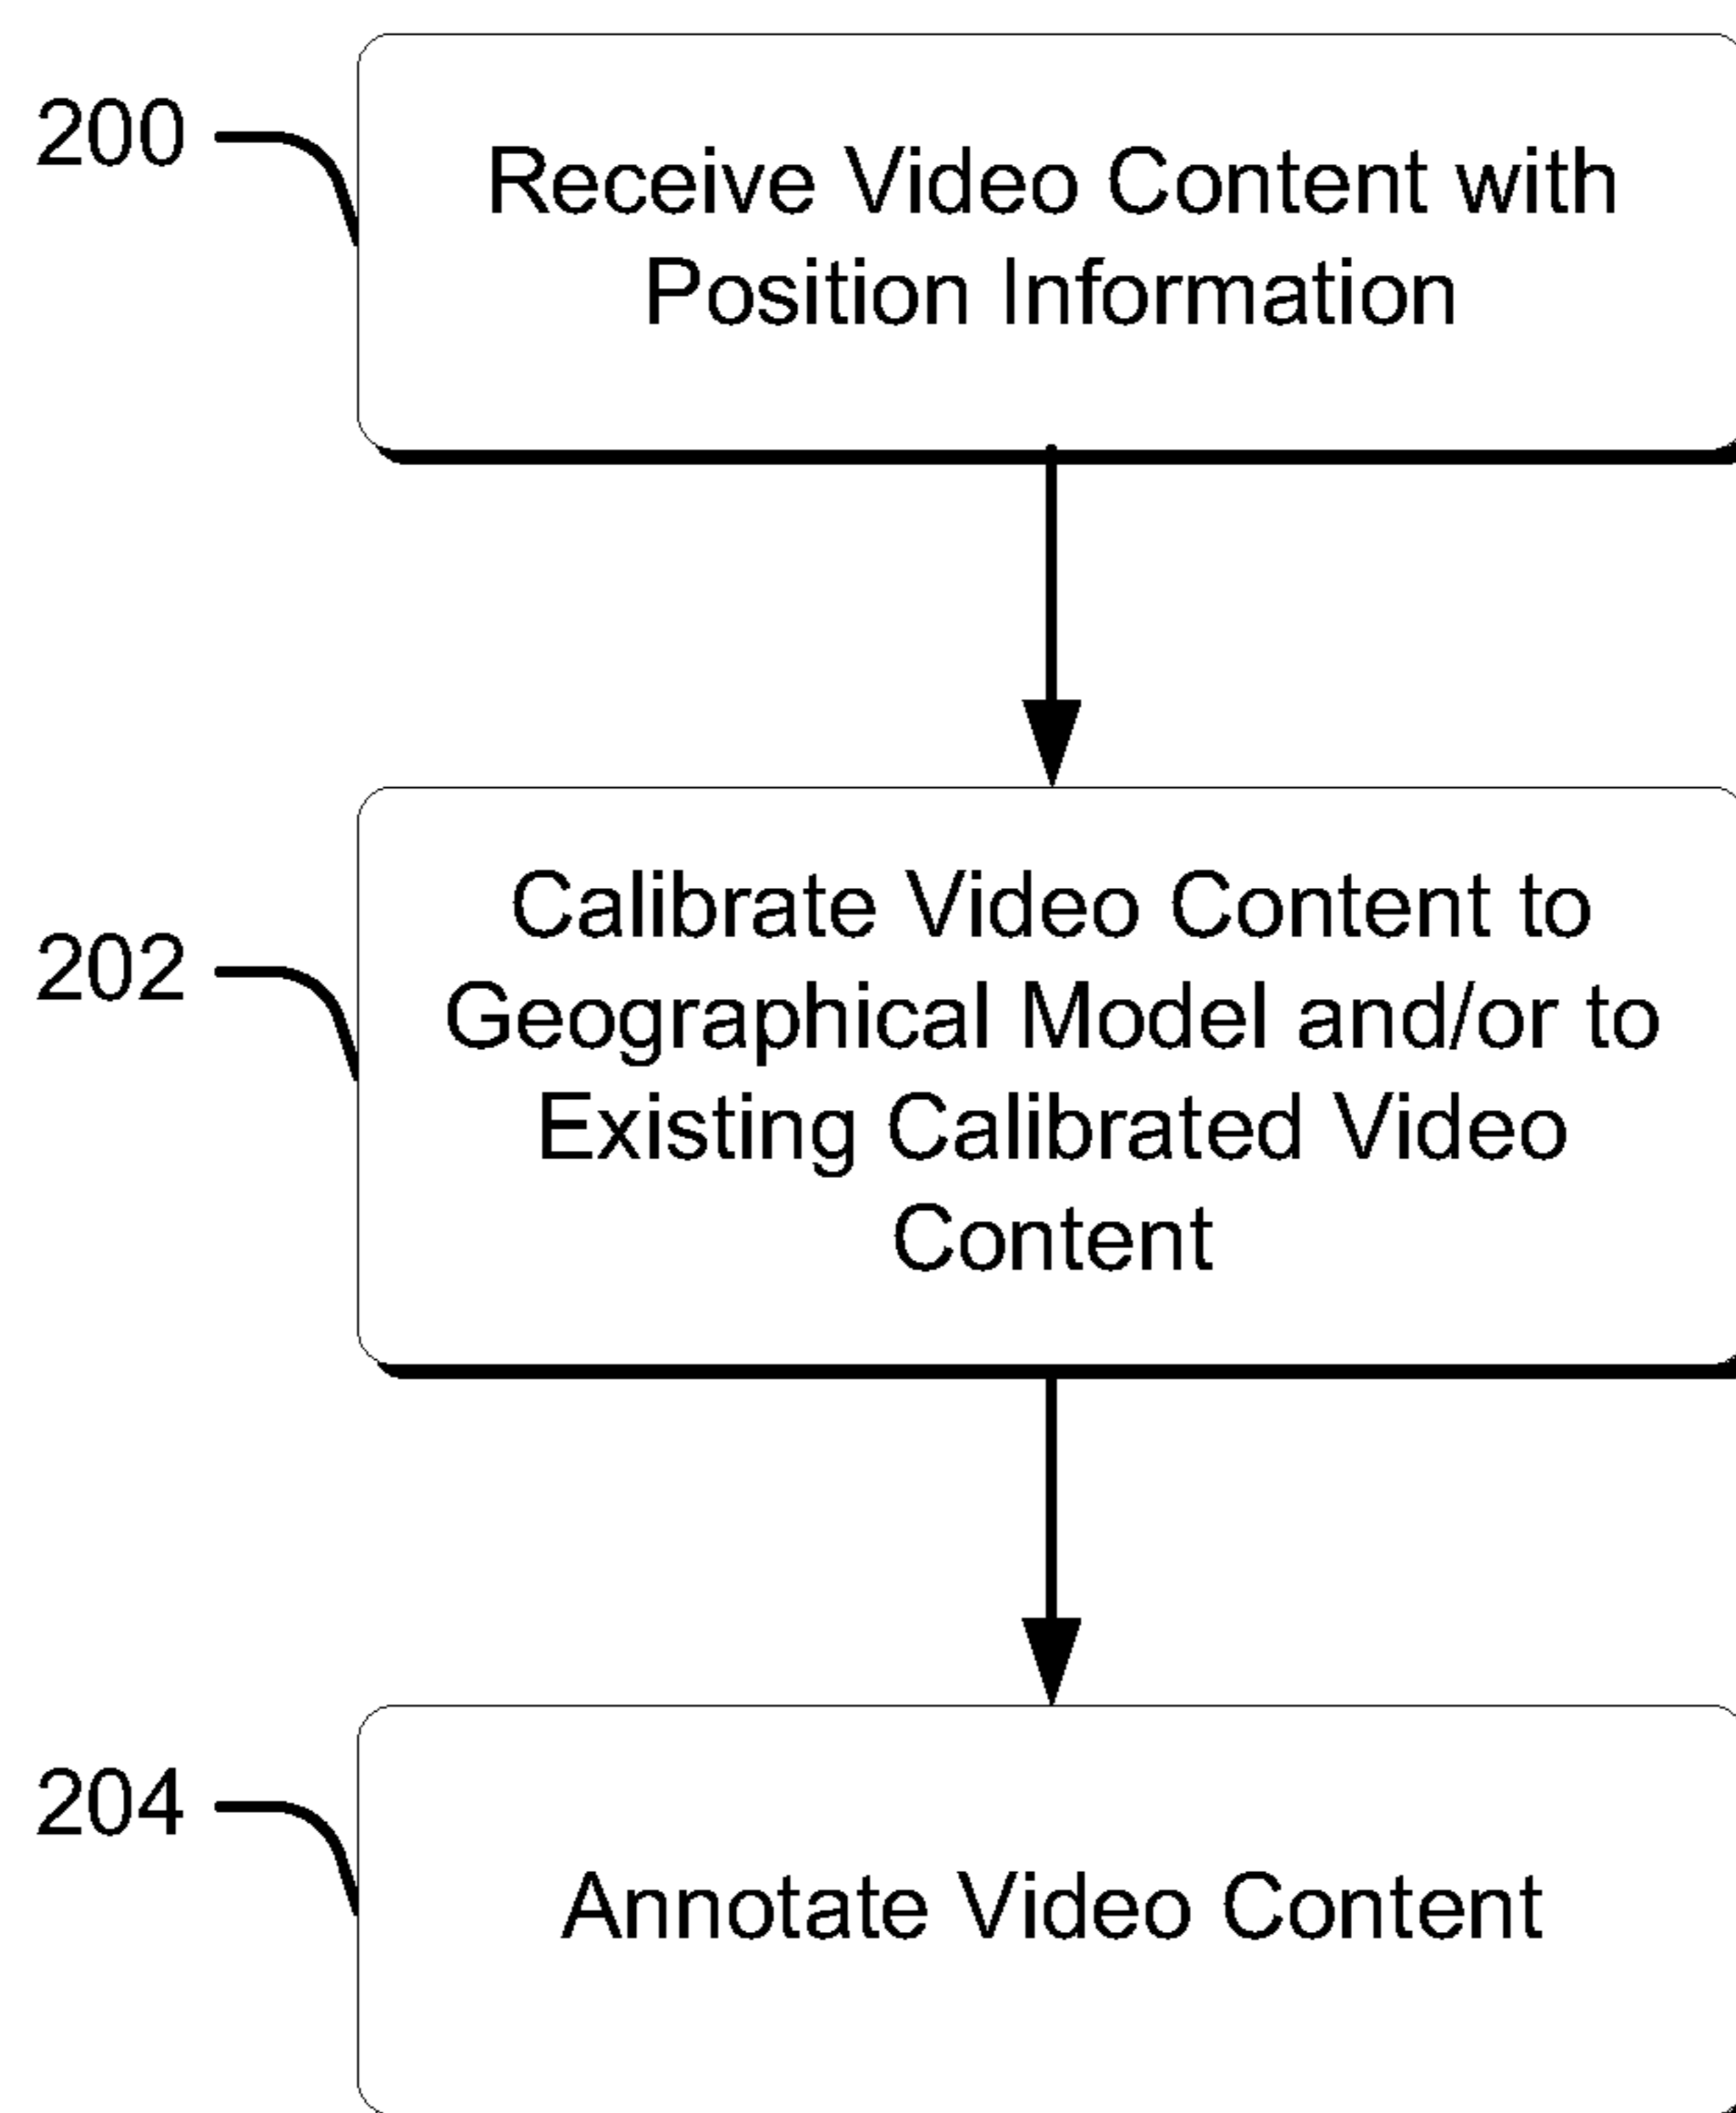 200
Receive Video Content with
Position Information
202
Calibrate Video Content to
Geographical Model and/or to
Existing Calibrated Video
Content
204
Annotate Video Content